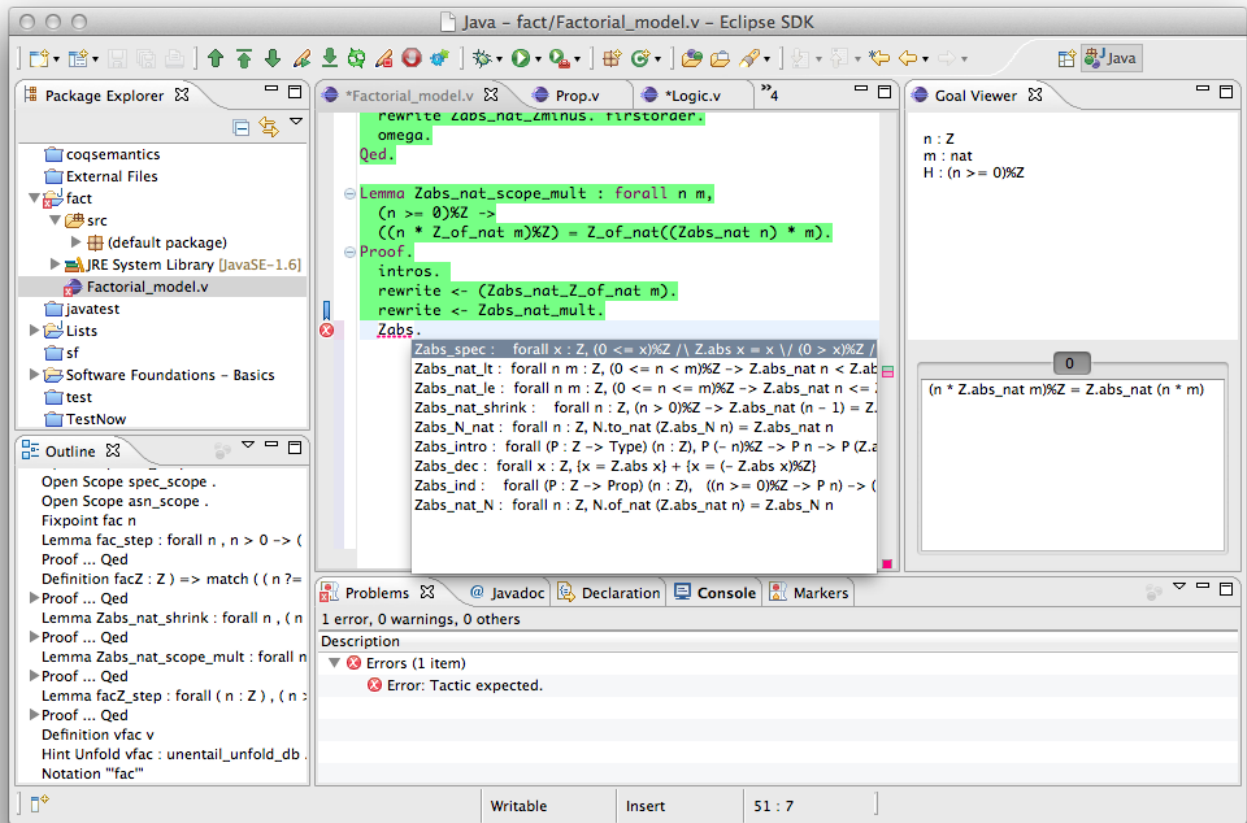 Java – fact/Factorial_model.v – Eclipse SDK
Java
Package Explorer
coqsemantics
External Files
fact
src
(default package)
JRE System Library [JavaSE-1.6]
Factorial_model.v
javatest
Lists
sf
Software Foundations – Basics
test
TestNow
Outline
Open Scope spec_scope .
Open Scope asn_scope .
Fixpoint fac n
Lemma fac_step : forall n , n > 0 -> (
Proof ... Qed
Definition facZ : Z ) => match ( ( n ?=
Proof ... Qed
Lemma Zabs_nat_shrink : forall n , ( n
Proof ... Qed
Lemma Zabs_nat_scope_mult : forall n
Proof ... Qed
Lemma facZ_step : forall ( n : Z ) , ( n >
Proof ... Qed
Definition vfac v
Hint Unfold vfac : unentail_unfold_db .
Notation "'fac'"
*Factorial_model.v
Prop.v
*Logic.v
»4
rewrite Zabs_nat_Zminus. firstorder.
omega.
Qed.
Lemma Zabs_nat_scope_mult : forall n m,
(n >= 0)%Z ->
((n * Z_of_nat m)%Z) = Z_of_nat((Zabs_nat n) * m).
Proof.
intros.
rewrite <- (Zabs_nat_Z_of_nat m).
rewrite <- Zabs_nat_mult.
Zabs.
Zabs_spec : forall x : Z, (0 <= x)%Z /\ Z.abs x = x \/ (0 > x)%Z /
Zabs_nat_lt : forall n m : Z, (0 <= n < m)%Z -> Z.abs_nat n < Z.ab
Zabs_nat_le : forall n m : Z, (0 <= n <= m)%Z -> Z.abs_nat n <=
Zabs_nat_shrink : forall n : Z, (n > 0)%Z -> Z.abs_nat (n - 1) = Z.
Zabs_N_nat : forall n : Z, N.to_nat (Z.abs_N n) = Z.abs_nat n
Zabs_intro : forall (P : Z -> Type) (n : Z), P (- n)%Z -> P n -> P (Z.a
Zabs_dec : forall x : Z, {x = Z.abs x} + {x = (- Z.abs x)%Z}
Zabs_ind : forall (P : Z -> Prop) (n : Z), ((n >= 0)%Z -> P n) -> (
Zabs_nat_N : forall n : Z, N.of_nat (Z.abs_nat n) = Z.abs_N n
Goal Viewer
n : Z
m : nat
H : (n >= 0)%Z
0
(n * Z.abs_nat m)%Z = Z.abs_nat (n * m)
Problems
@ Javadoc
Declaration
Console
Markers
1 error, 0 warnings, 0 others
Description
Errors (1 item)
Error: Tactic expected.
Writable
Insert
51 : 7